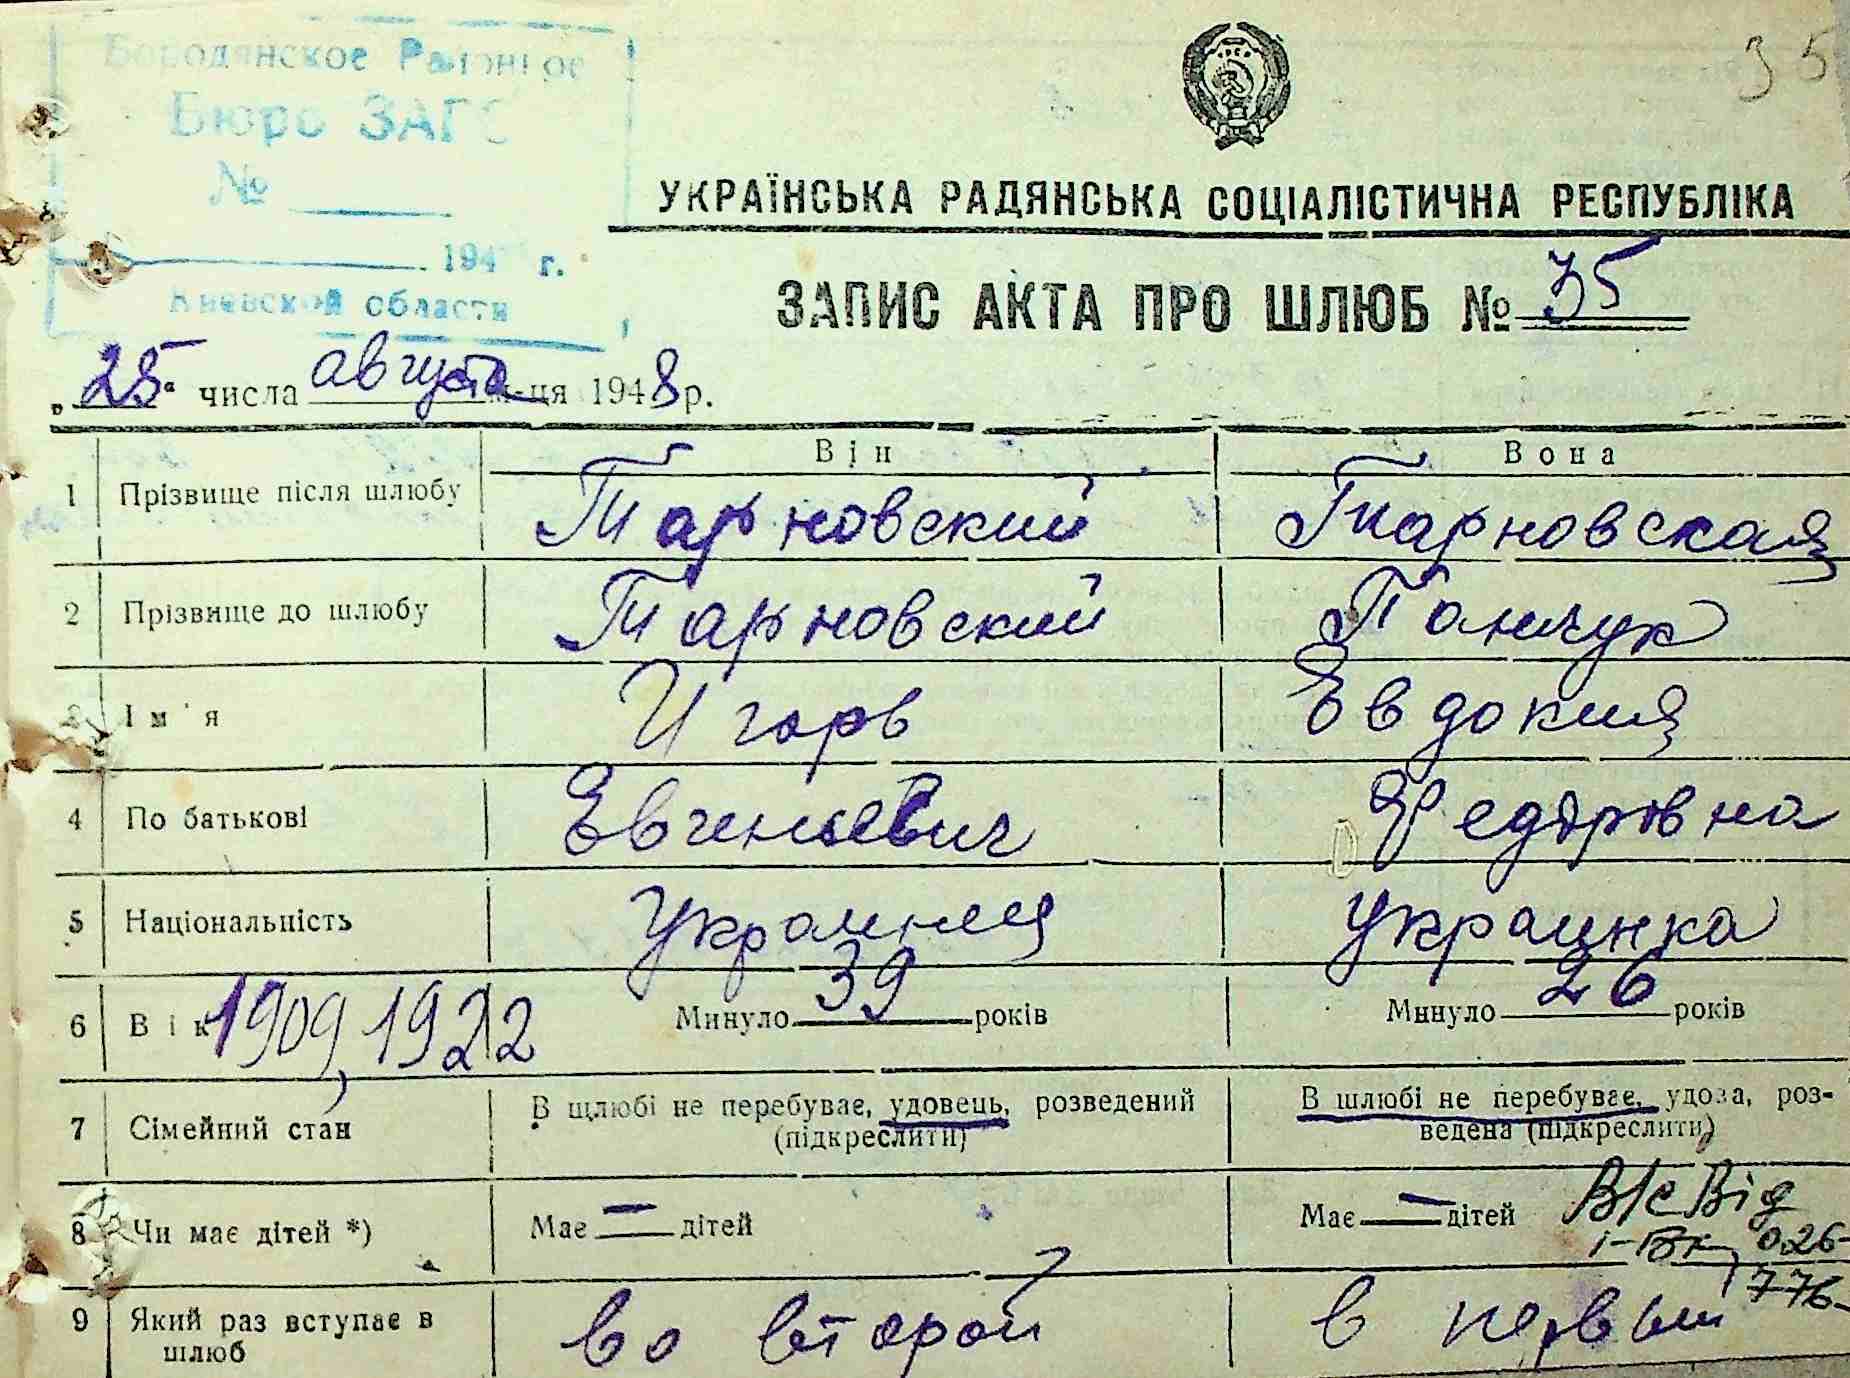 35
Бородянское Районное
Бюро ЗАГС
№
194 г.
Киевской области
УКРАЇНСЬКА РАДЯНСЬКА СОЦІАЛІСТИЧНА РЕСПУБЛІКА
ЗАПИС АКТА ПРО ШЛЮБ № 35
„25“ числа августа м-ця 1948 р.
Він Вона
1 Прізвище після шлюбу Тарновский Тарновская
2 Прізвище до шлюбу Тарновский Панчук
3 Ім'я Игорь Евдокия
4 По батькові Евгеньевич Федорівна
5 Національність Украинец Украинка
6 Вік 1909, 1922 Минуло 39 років Минуло 26 років
7 Сімейний стан В шлюбі не перебуває, удовець, розведений (підкреслити) В шлюбі не перебуває, удова, розведена (підкреслити)
8 Чи має дітей *) Має — дітей Має — дітей
9 Який раз вступає в шлюб во второй в первый